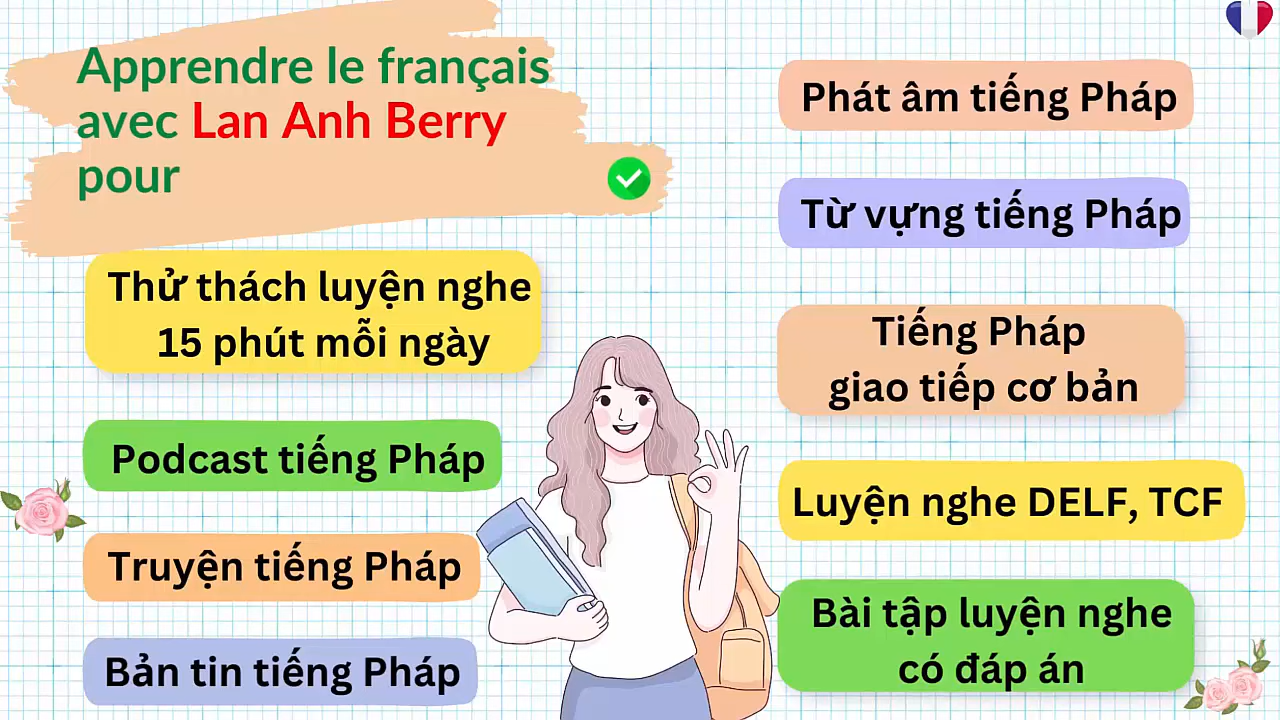 Apprendre le français
avec Lan Anh Berry
pour
Thử thách luyện nghe
15 phút mỗi ngày
Podcast tiếng Pháp
Truyện tiếng Pháp
Bản tin tiếng Pháp
Phát âm tiếng Pháp
Từ vựng tiếng Pháp
Tiếng Pháp
giao tiếp cơ bản
Luyện nghe DELF, TCF
Bài tập luyện nghe
có đáp án